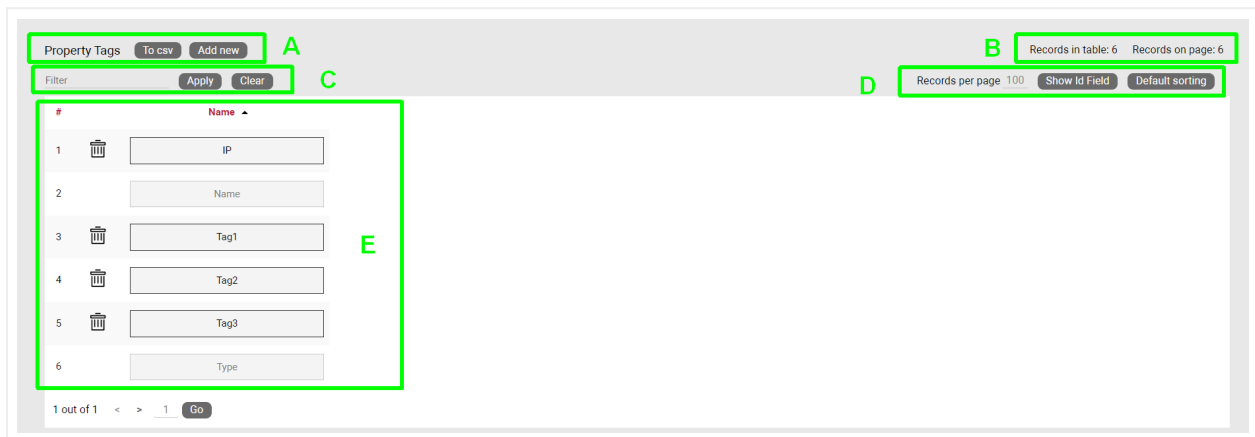 Property Tags To csv Add new A B Records in table: 6 Records on page: 6
Filter Apply Clear C D Records per page 100 Show Id Field Default sorting
# Name
1 IP
2 Name
3 Tag1 E
4 Tag2
5 Tag3
6 Type
1 out of 1 < > 1 Go